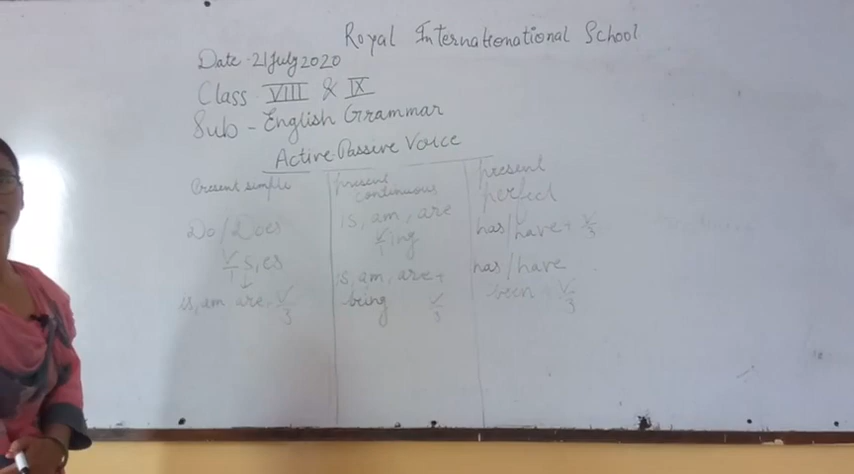 Royal Internationational School
Date - 21 July 2020
Class VIII & IX
Sub - English Grammar
Active Passive Voice
Present simple
Do/Does
V1 s, es
↓
is, am are + V3
present
continuous
is, am, are
V1 ing
is, am, are +
being V3
present
perfect
has/have + V3
has/have
been + V3